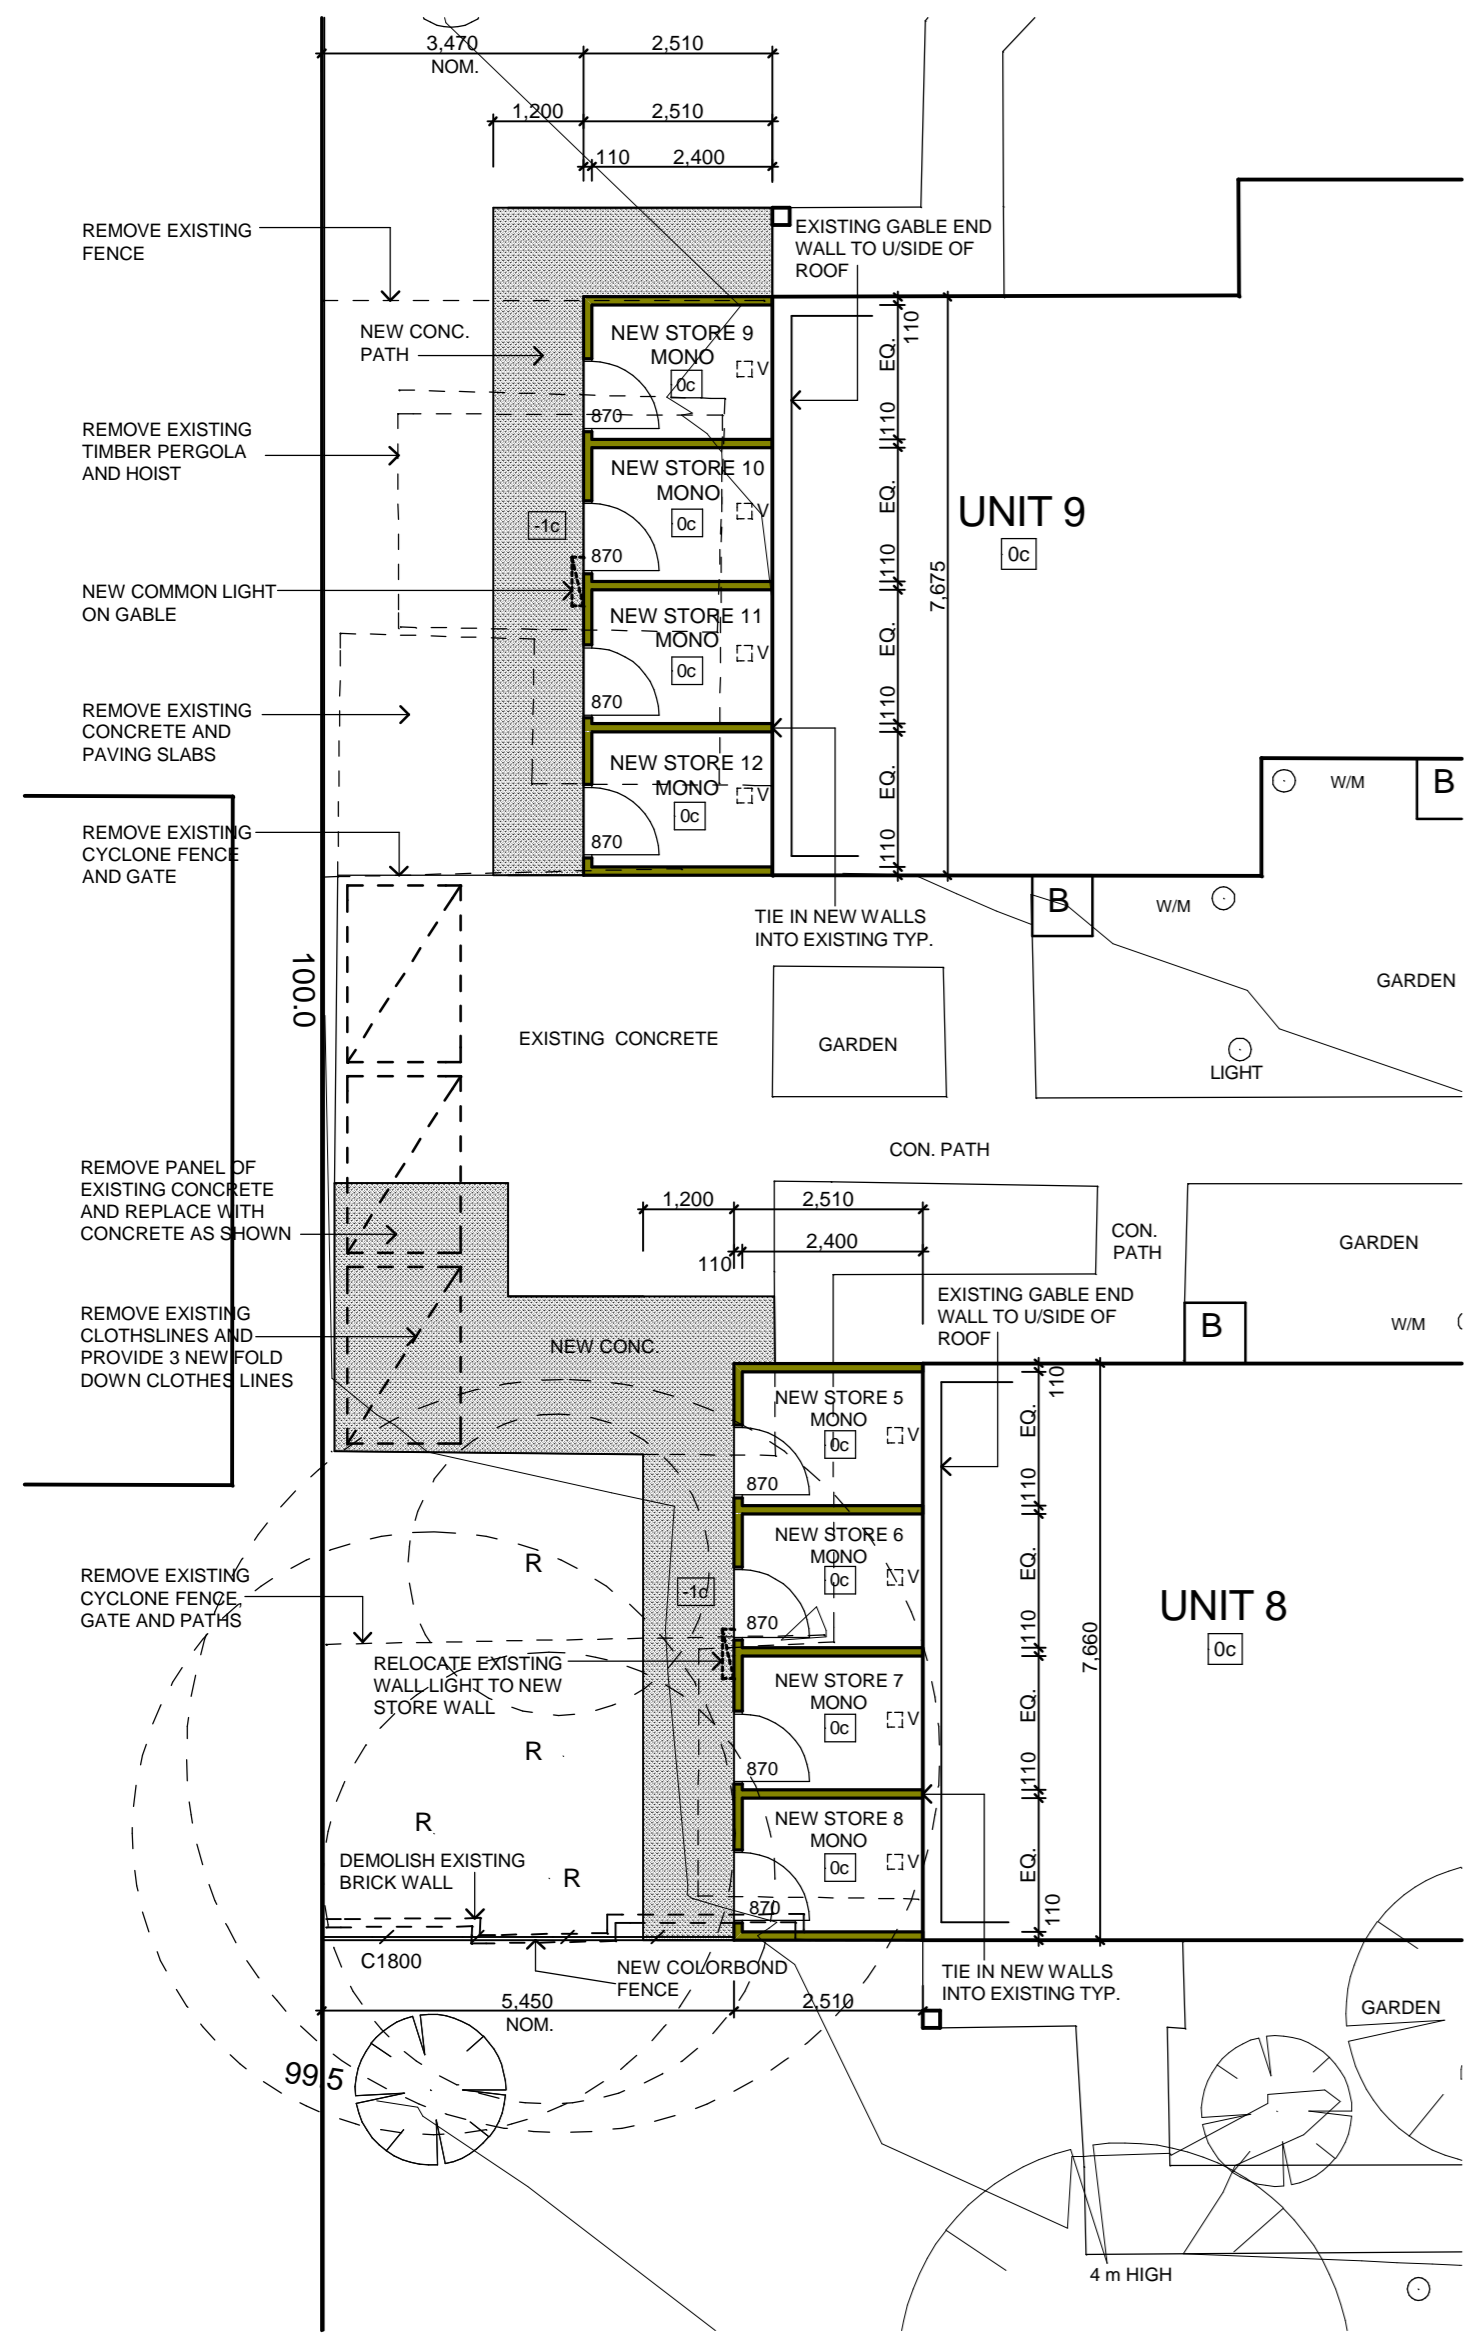 3,470
NOM.
2,510
1,200
2,510
110
2,400
REMOVE EXISTING
FENCE
EXISTING GABLE END
WALL TO U/SIDE OF
ROOF
NEW CONC.
PATH
NEW STORE 9
MONO
0c
V
870
110
EQ.
110
REMOVE EXISTING
TIMBER PERGOLA
AND HOIST
NEW STORE 10
MONO
0c
V
870
-1c
EQ.
110
UNIT 9
0c
7,675
NEW COMMON LIGHT
ON GABLE
NEW STORE 11
MONO
0c
V
870
EQ.
110
REMOVE EXISTING
CONCRETE AND
PAVING SLABS
NEW STORE 12
MONO
0c
V
870
EQ.
110
W/M
B
REMOVE EXISTING
CYCLONE FENCE
AND GATE
B
W/M
TIE IN NEW WALLS
INTO EXISTING TYP.
100.0
GARDEN
EXISTING CONCRETE
GARDEN
LIGHT
CON. PATH
REMOVE PANEL OF
EXISTING CONCRETE
AND REPLACE WITH
CONCRETE AS SHOWN
1,200
2,510
110
2,400
CON.
PATH
GARDEN
REMOVE EXISTING
CLOTHSLINES AND
PROVIDE 3 NEW FOLD
DOWN CLOTHES LINES
EXISTING GABLE END
WALL TO U/SIDE OF
ROOF
B
W/M
NEW CONC.
NEW STORE 5
MONO
0c
V
870
110
EQ.
110
NEW STORE 6
MONO
0c
V
870
EQ.
110
R
-1c
REMOVE EXISTING
CYCLONE FENCE,
GATE AND PATHS
UNIT 8
0c
7,660
RELOCATE EXISTING
WALL LIGHT TO NEW
STORE WALL
NEW STORE 7
MONO
0c
V
870
EQ.
110
R
R
NEW STORE 8
MONO
0c
V
870
EQ.
110
DEMOLISH EXISTING
BRICK WALL
R
C1800
NEW COLORBOND
FENCE
TIE IN NEW WALLS
INTO EXISTING TYP.
5,450
NOM.
2,510
GARDEN
99.5
4 m HIGH